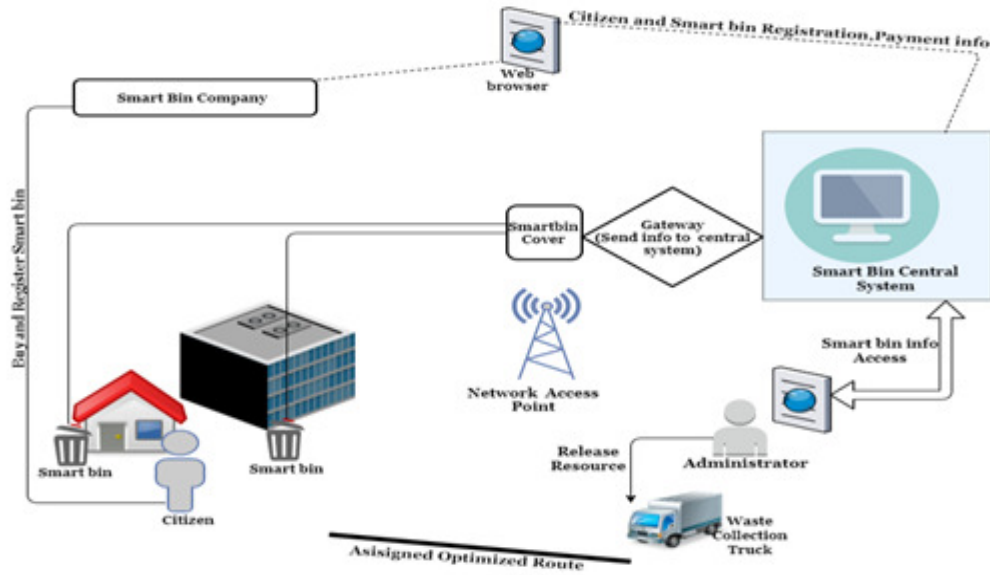 Citizen and Smart bin Registration,Payment info
Web
browser
Smart Bin Company
Buy and Register Smart bin
Smartbin
Cover
Gateway
(Send info to central
system)
Smart Bin Central
System
Smart bin info
Access
Network Access
Point
Smart bin
Smart bin
Citizen
Release
Resource
Administrator
Waste
Collection
Truck
Asisigned Optimized Route